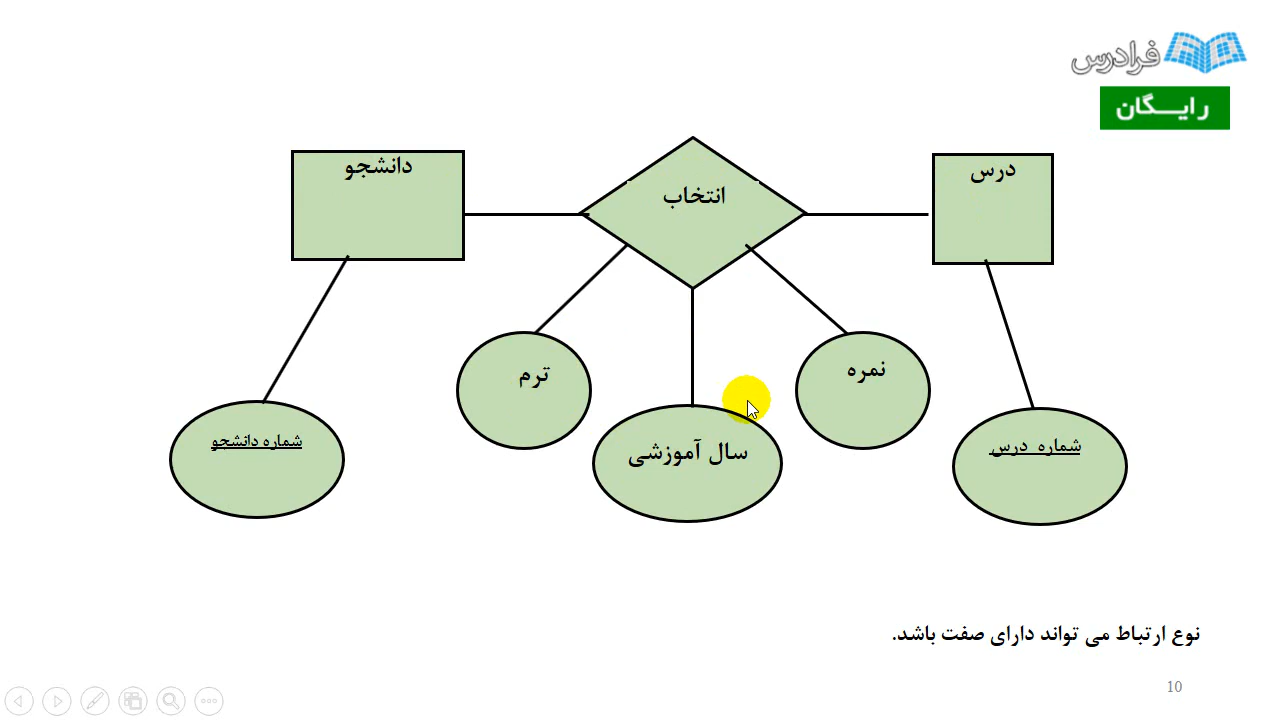 فرادرس
رایـــگان
درس
انتخاب
دانشجو
نمره
ترم
سال آموزشی
شماره درس
شماره دانشجو
نوع ارتباط می تواند دارای صفت باشد.
10